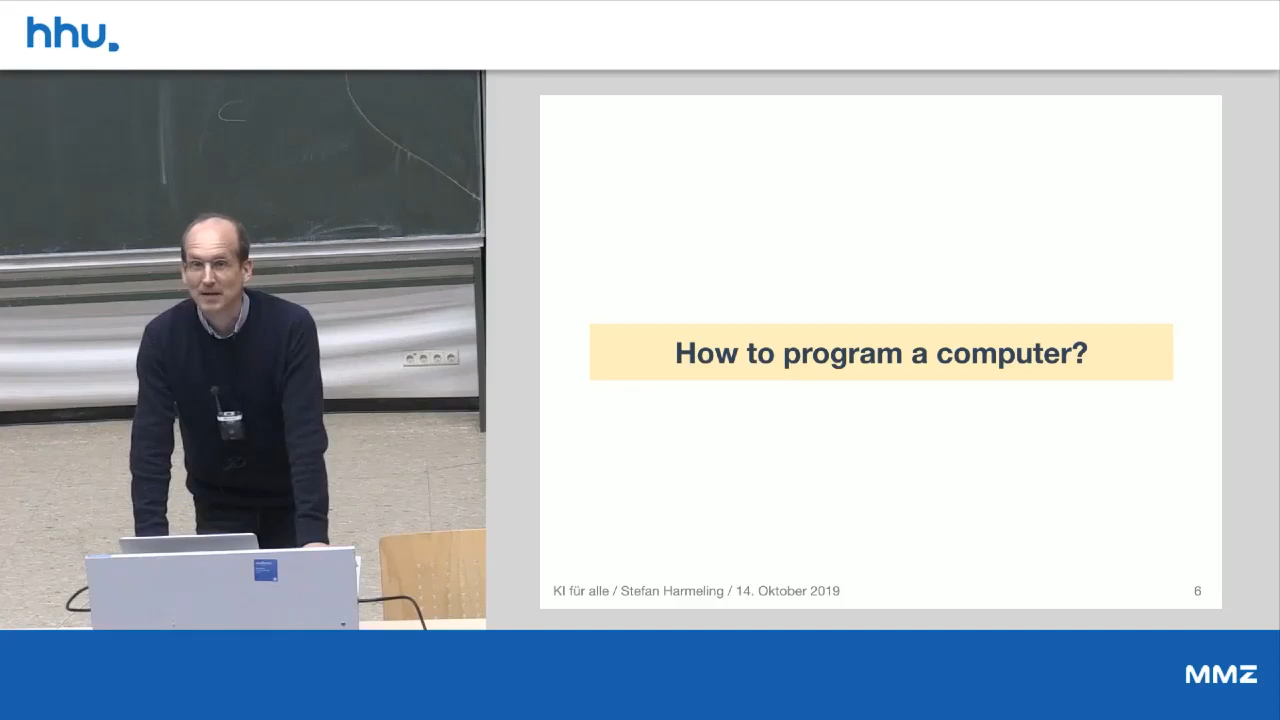 hhu.
How to program a computer?
KI für alle / Stefan Harmeling / 14. Oktober 2019
6
MMZ